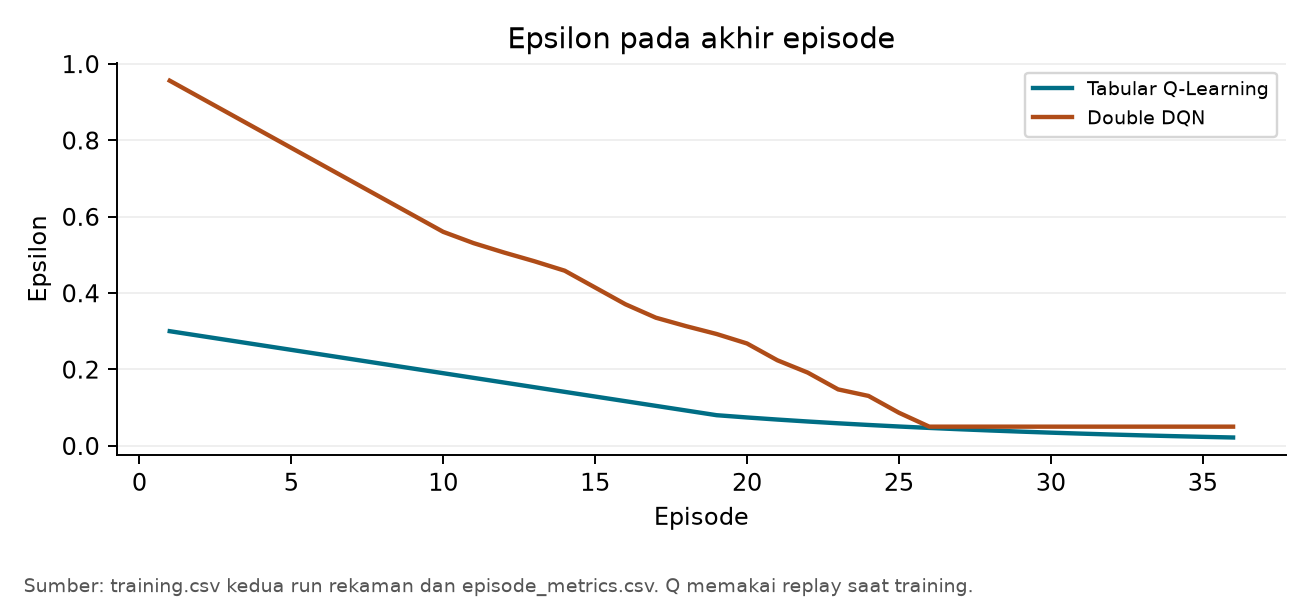 Epsilon pada akhir episode
Tabular Q-Learning
Double DQN
Epsilon
1.0
0.8
0.6
0.4
0.2
0.0
0 5 10 15 20 25 30 35
Episode
Sumber: training.csv kedua run rekaman dan episode_metrics.csv. Q memakai replay saat training.